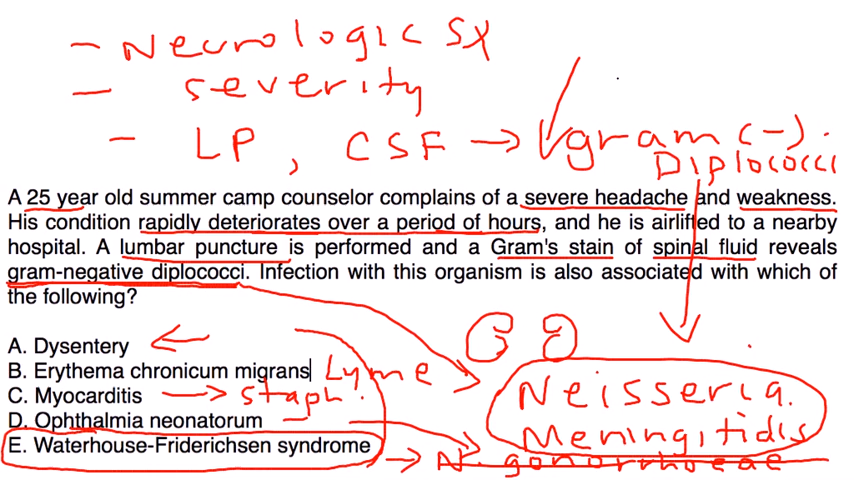 - Neurologic SX
- severity
- LP, CSF → gram (-).
Diplococci
A 25 year old summer camp counselor complains of a severe headache and weakness.
His condition rapidly deteriorates over a period of hours, and he is airlifted to a nearby
hospital. A lumbar puncture is performed and a Gram's stain of spinal fluid reveals
gram-negative diplococci. Infection with this organism is also associated with which of
the following?
A. Dysentery
B. Erythema chronicum migrans Lyme
C. Myocarditis → staph.
D. Ophthalmia neonatorum
E. Waterhouse-Friderichsen syndrome
Neisseria.
Meningitidis
→ N. gonorrhoeae